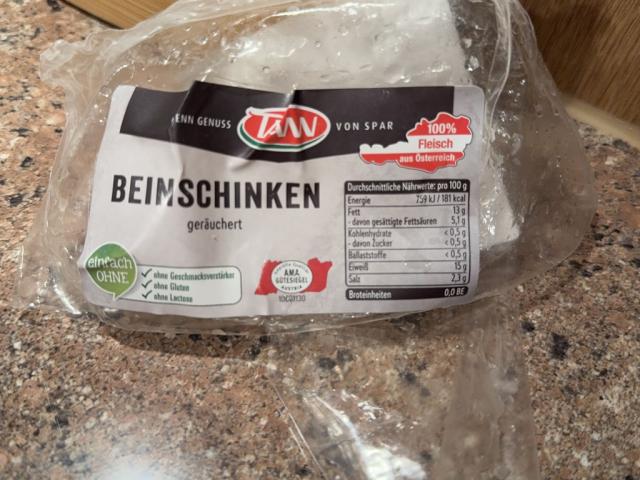 ENN GENUSS TANN VON SPAR
100%
Fleisch
aus Österreich
BEIMSCHINKEN
geräuchert
Durchschnittliche Nährwerte: pro 100 g
Energie 759 kJ / 181 kcal
Fett 13 g
- davon gesättigte Fettsäuren 5,1 g
Kohlenhydrate < 0,5 g
- davon Zucker < 0,5 g
Ballaststoffe < 0,5 g
Eiweiß 15 g
Salz 2,3 g
Broteinheiten 0,0 BE
einfach
OHNE
ohne Geschmacksverstärker
ohne Gluten
ohne Lactose
AMA
GÜTESIEGEL
AUSTRIA